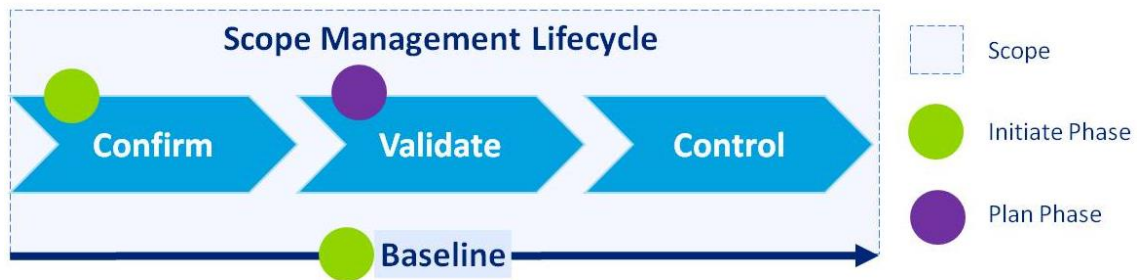 Scope Management Lifecycle
Confirm
Validate
Control
Baseline
Scope
Initiate Phase
Plan Phase